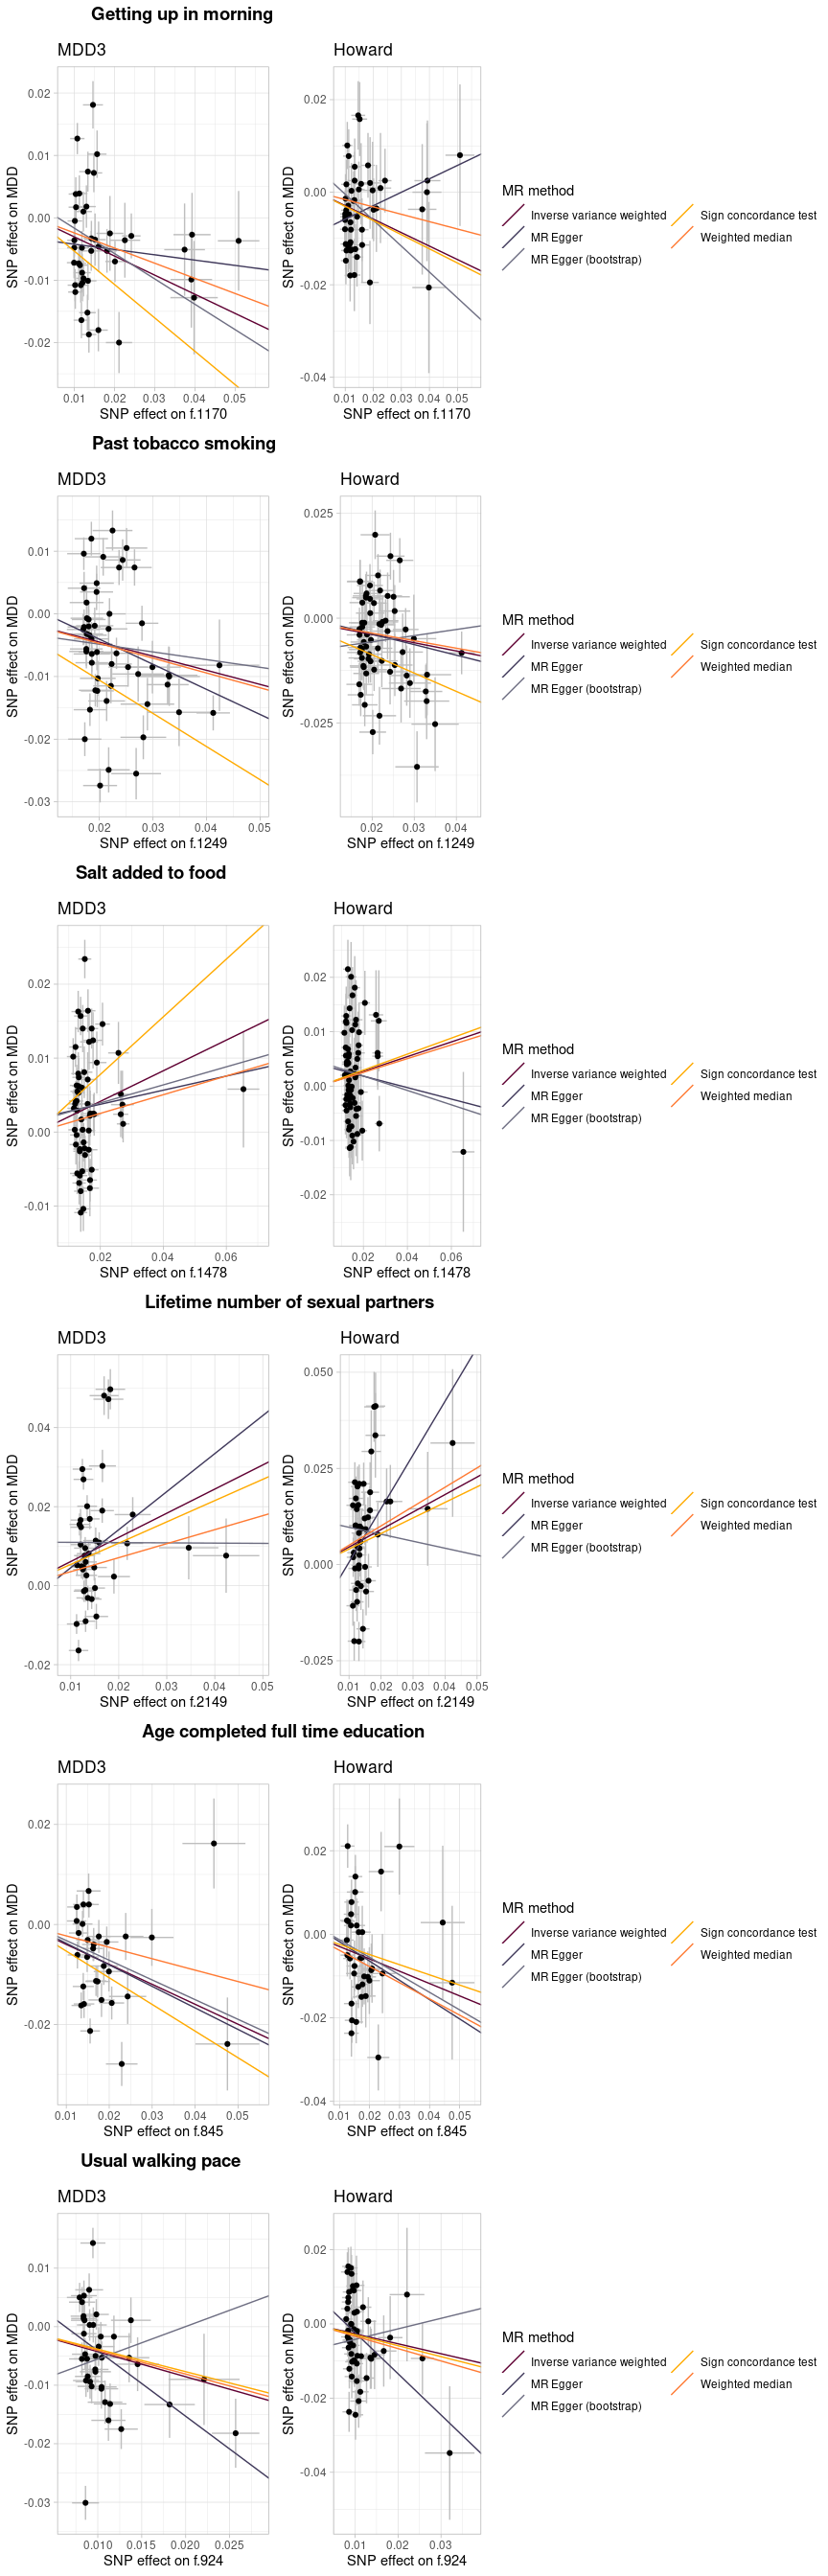 Getting up in morning
MDD3
Howard
0.02
0.01
0.00
-0.01
-0.02
SNP effect on MDD
0.01 0.02 0.03 0.04 0.05
SNP effect on f.1170
0.02
0.00
-0.02
-0.04
SNP effect on MDD
0.01 0.02 0.03 0.04 0.05
SNP effect on f.1170
MR method
Inverse variance weighted
MR Egger
MR Egger (bootstrap)
Sign concordance test
Weighted median
Past tobacco smoking
MDD3
Howard
0.01
0.00
-0.01
-0.02
-0.03
SNP effect on MDD
0.02 0.03 0.04 0.05
SNP effect on f.1249
0.025
0.000
-0.025
SNP effect on MDD
0.02 0.03 0.04
SNP effect on f.1249
MR method
Inverse variance weighted
MR Egger
MR Egger (bootstrap)
Sign concordance test
Weighted median
Salt added to food
MDD3
Howard
0.02
0.01
0.00
-0.01
SNP effect on MDD
0.02 0.04 0.06
SNP effect on f.1478
0.02
0.01
0.00
-0.01
-0.02
SNP effect on MDD
0.02 0.04 0.06
SNP effect on f.1478
MR method
Inverse variance weighted
MR Egger
MR Egger (bootstrap)
Sign concordance test
Weighted median
Lifetime number of sexual partners
MDD3
Howard
0.04
0.02
0.00
-0.02
SNP effect on MDD
0.01 0.02 0.03 0.04 0.05
SNP effect on f.2149
0.050
0.025
0.000
-0.025
SNP effect on MDD
0.01 0.02 0.03 0.04 0.05
SNP effect on f.2149
MR method
Inverse variance weighted
MR Egger
MR Egger (bootstrap)
Sign concordance test
Weighted median
Age completed full time education
MDD3
Howard
0.02
0.00
-0.02
SNP effect on MDD
0.01 0.02 0.03 0.04 0.05
SNP effect on f.845
0.02
0.00
-0.02
-0.04
SNP effect on MDD
0.01 0.02 0.03 0.04 0.05
SNP effect on f.845
MR method
Inverse variance weighted
MR Egger
MR Egger (bootstrap)
Sign concordance test
Weighted median
Usual walking pace
MDD3
Howard
0.01
0.00
-0.01
-0.02
-0.03
SNP effect on MDD
0.010 0.015 0.020 0.025
SNP effect on f.924
0.02
0.00
-0.02
-0.04
SNP effect on MDD
0.01 0.02 0.03
SNP effect on f.924
MR method
Inverse variance weighted
MR Egger
MR Egger (bootstrap)
Sign concordance test
Weighted median